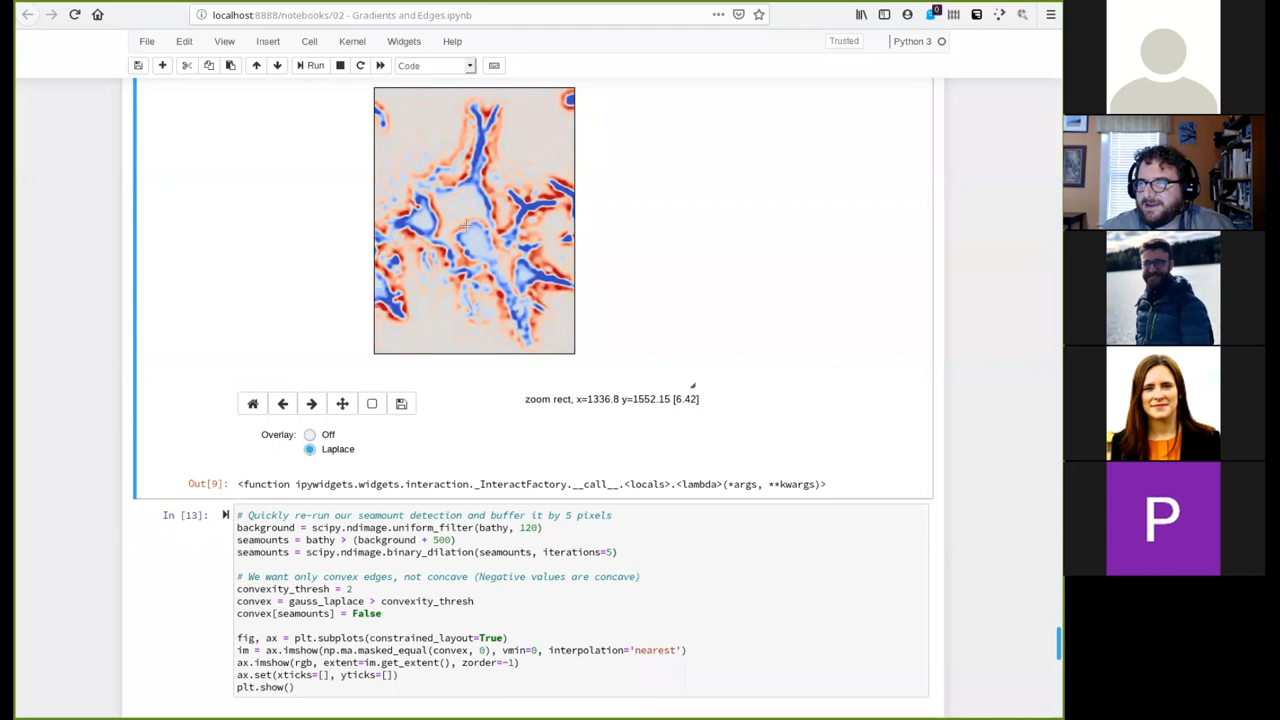 localhost:8888/notebooks/02 - Gradients and Edges.ipynb
0
File Edit View Insert Cell Kernel Widgets Help
Trusted
Python 3
Run
Code
zoom rect, x=1336.8 y=1552.15 [6.42]
Overlay:
Off
Laplace
Out[9]: <function ipywidgets.widgets.interaction._InteractFactory.__call__.<locals>.<lambda>(*args, **kwargs)>
In [13]:
# Quickly re-run our seamount detection and buffer it by 5 pixels
background = scipy.ndimage.uniform_filter(bathy, 120)
seamounts = bathy > (background + 500)
seamounts = scipy.ndimage.binary_dilation(seamounts, iterations=5)
# We want only convex edges, not concave (Negative values are concave)
convexity_thresh = 2
convex = gauss_laplace > convexity_thresh
convex[seamounts] = False
fig, ax = plt.subplots(constrained_layout=True)
im = ax.imshow(np.ma.masked_equal(convex, 0), vmin=0, interpolation='nearest')
ax.imshow(rgb, extent=im.get_extent(), zorder=-1)
ax.set(xticks=[], yticks=[])
plt.show()
P